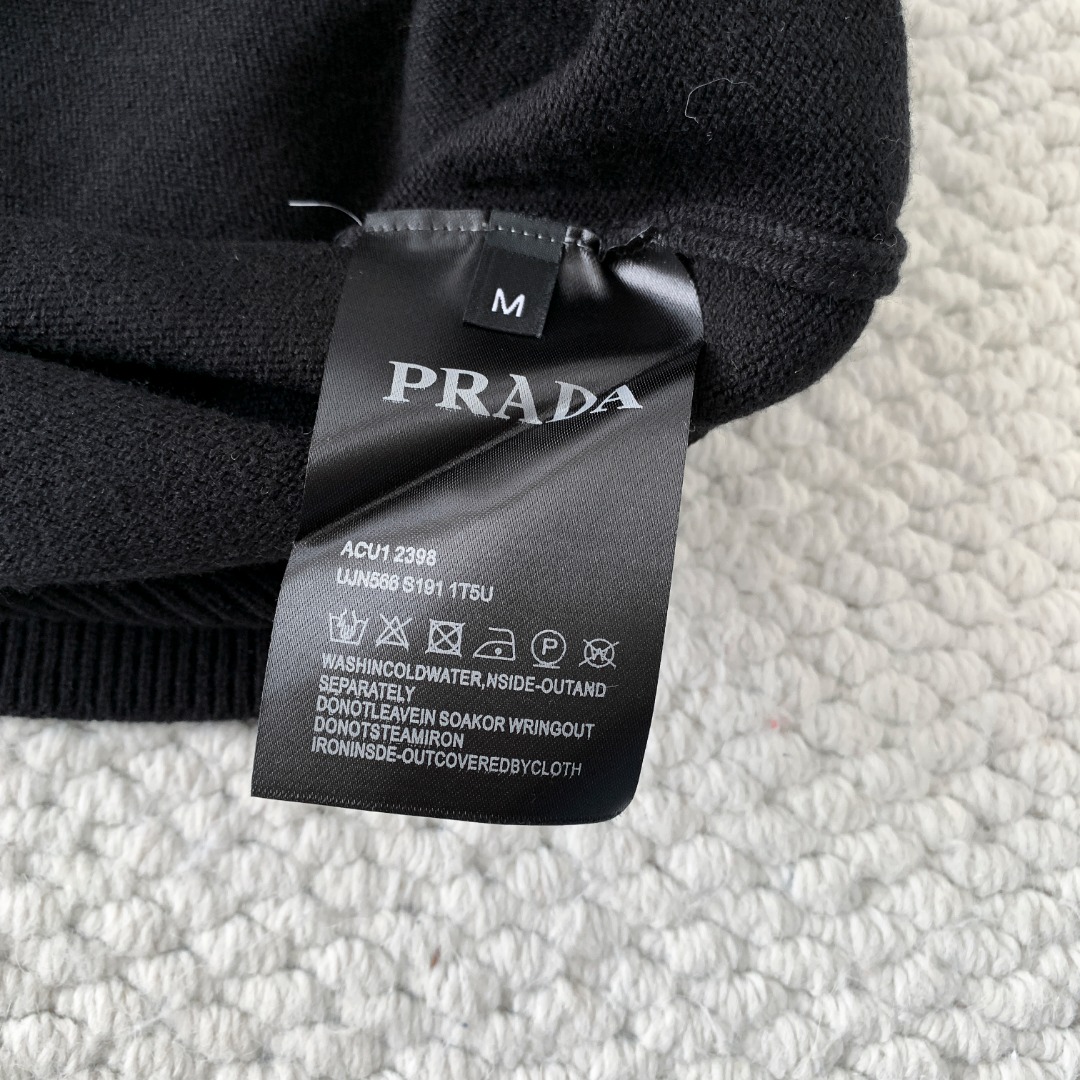 M
PRADA
ACU1 2398
UJN566 S191 1T5U
P
WASHINCOLDWATER,NSIDE-OUTAND
SEPARATELY
DONOTLEAVEIN SOAKOR WRINGOUT
DONOTSTEAMIRON
IRONINSDE-OUTCOVEREDBYCLOTH